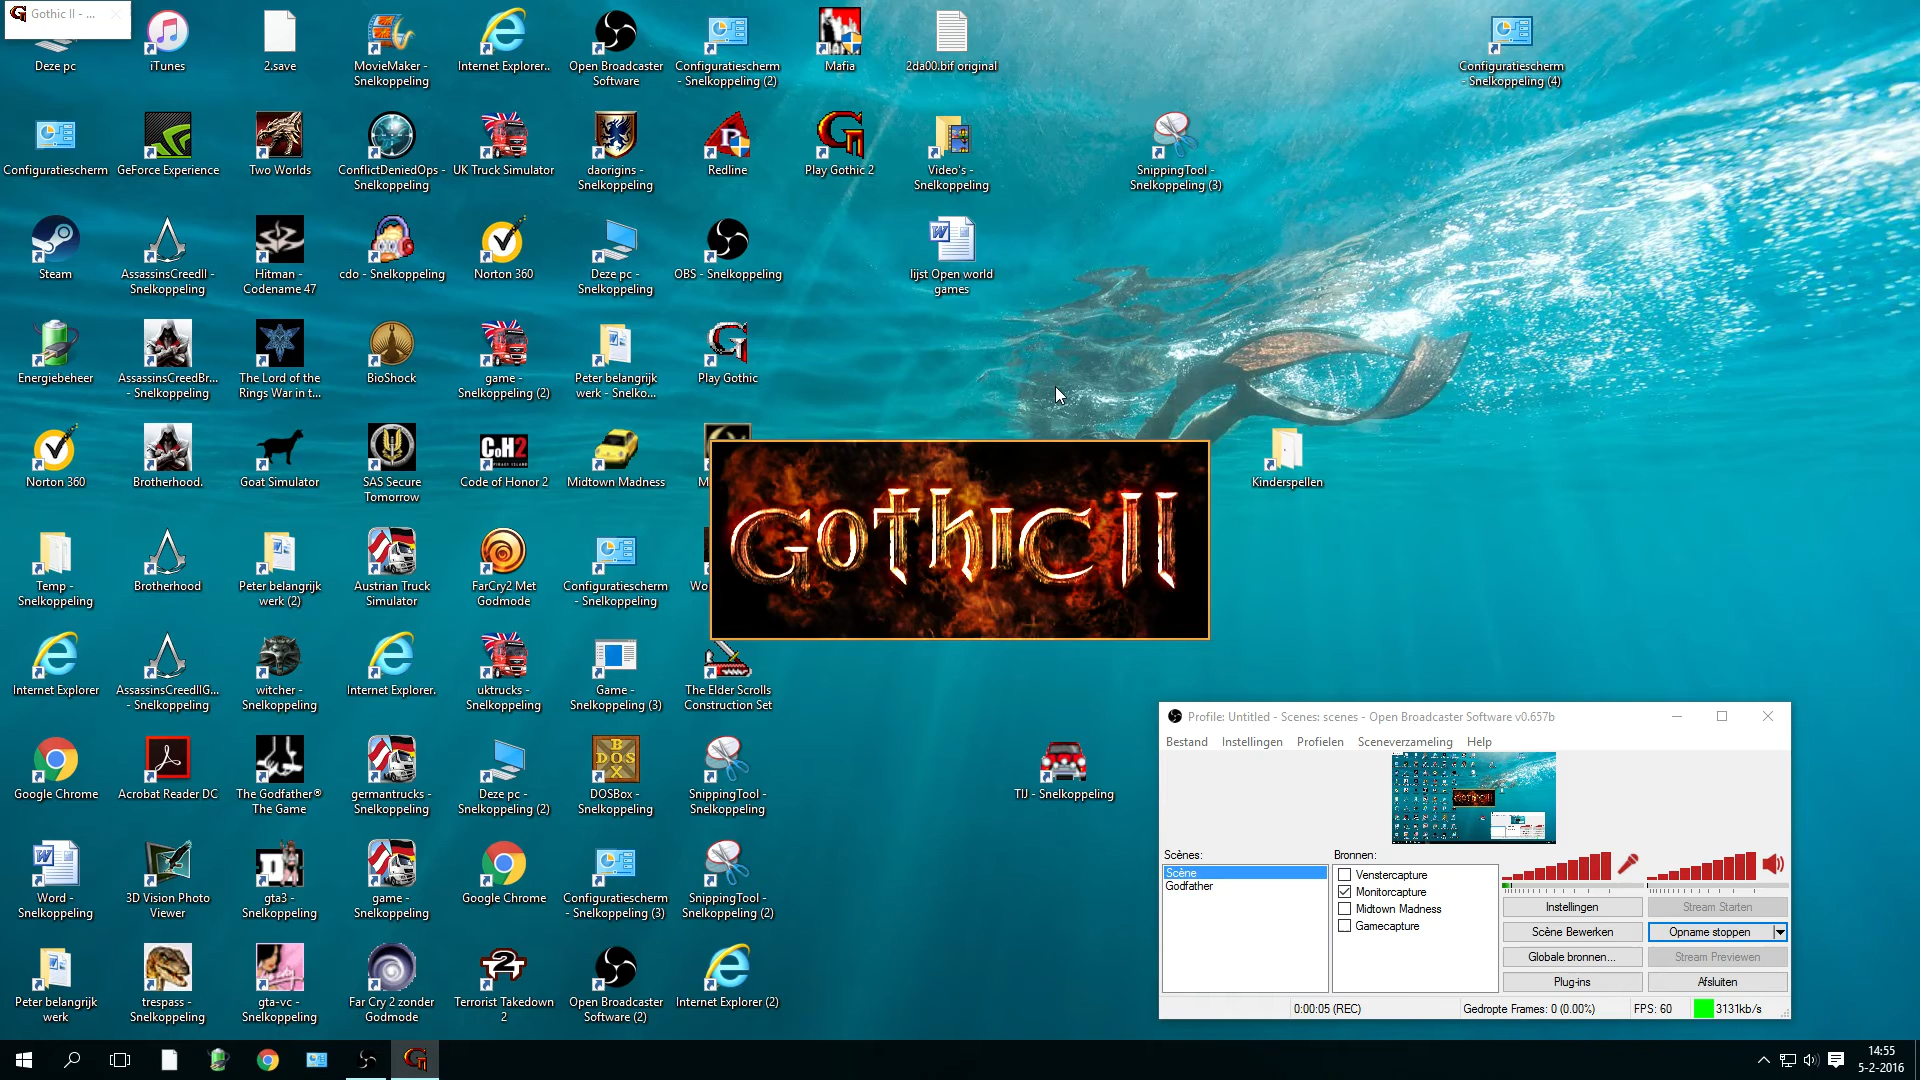 Gothic II - ...
Deze pc
iTunes
2.save
MovieMaker -
Snelkoppeling
Internet Explorer..
Open Broadcaster
Software
Configuratiescherm
- Snelkoppeling (2)
Mafia
2da00.bif original
Configuratiescherm
- Snelkoppeling (4)
Configuratiescherm
GeForce Experience
Two Worlds
ConflictDeniedOps -
Snelkoppeling
UK Truck Simulator
daorigins -
Snelkoppeling
Redline
Play Gothic 2
Video's -
Snelkoppeling
SnippingTool -
Snelkoppeling (3)
Steam
AssassinsCreedII -
Snelkoppeling
Hitman -
Codename 47
cdo - Snelkoppeling
Norton 360
Deze pc -
Snelkoppeling
OBS - Snelkoppeling
lijst Open world
games
Energiebeheer
AssassinsCreedBr...
- Snelkoppeling
The Lord of the
Rings War in t...
BioShock
game -
Snelkoppeling (2)
Peter belangrijk
werk - Snelko...
Play Gothic
Norton 360
Brotherhood.
Goat Simulator
SAS Secure
Tomorrow
CoH2
Code of Honor 2
Midtown Madness
Kinderspellen
Gothic II
Temp -
Snelkoppeling
Brotherhood
Peter belangrijk
werk (2)
Austrian Truck
Simulator
FarCry2 Met
Godmode
Configuratiescherm
- Snelkoppeling
Internet Explorer
AssassinsCreedIIG...
- Snelkoppeling
witcher -
Snelkoppeling
Internet Explorer.
uktrucks -
Snelkoppeling
Game -
Snelkoppeling (3)
The Elder Scrolls
Construction Set
Google Chrome
Acrobat Reader DC
The Godfather®
The Game
germantrucks -
Snelkoppeling
Deze pc -
Snelkoppeling (2)
DOSBox -
Snelkoppeling
SnippingTool -
Snelkoppeling
TIJ - Snelkoppeling
Word -
Snelkoppeling
3D Vision Photo
Viewer
gta3 -
Snelkoppeling
game -
Snelkoppeling
Google Chrome
Configuratiescherm
- Snelkoppeling (3)
SnippingTool -
Snelkoppeling (2)
Peter belangrijk
werk
trespass -
Snelkoppeling
gta-vc -
Snelkoppeling
Far Cry 2 zonder
Godmode
Terrorist Takedown
2
Open Broadcaster
Software (2)
Internet Explorer (2)
Profile: Untitled - Scenes: scenes - Open Broadcaster Software v0.657b
Bestand Instellingen Profielen Sceneverzameling Help
Scènes:
Scène
Godfather
Bronnen:
Venstercapture
Monitorcapture
Midtown Madness
Gamecapture
Instellingen
Stream Starten
Scène Bewerken
Opname stoppen
Globale bronnen...
Stream Previewen
Plug-ins
Afsluiten
0:00:05 (REC)
Gedropte Frames: 0 (0.00%)
FPS: 60
3131kb/s
14:55
5-2-2016